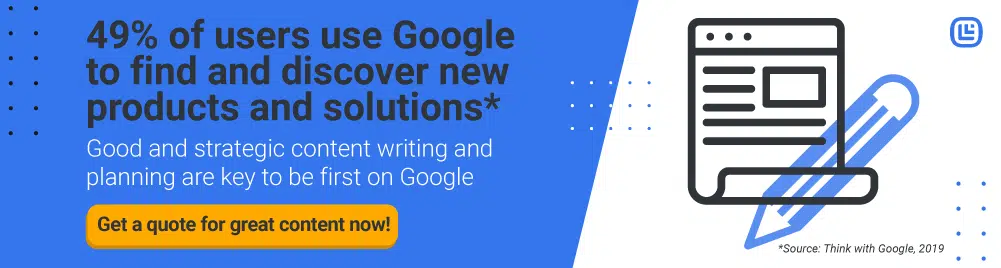 49% of users use Google
to find and discover new
products and solutions*
Good and strategic content writing and
planning are key to be first on Google
Get a quote for great content now!
*Source: Think with Google, 2019